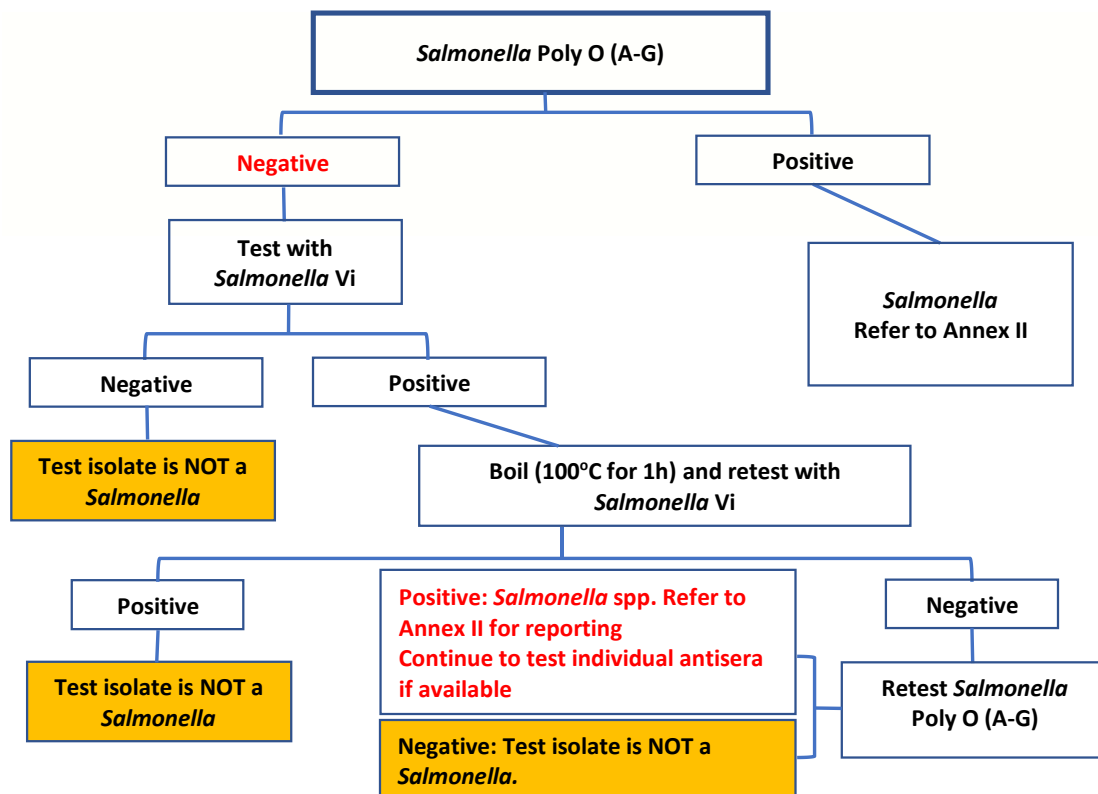 Salmonella Poly O (A-G)
Negative
Positive
Test with
Salmonella Vi
Salmonella
Refer to Annex II
Negative
Positive
Test isolate is NOT a
Salmonella
Boil (100°C for 1h) and retest with
Salmonella Vi
Positive
Positive: Salmonella spp. Refer to
Annex II for reporting
Continue to test individual antisera
if available
Negative
Test isolate is NOT a
Salmonella
Retest Salmonella
Poly O (A-G)
Negative: Test isolate is NOT a
Salmonella.